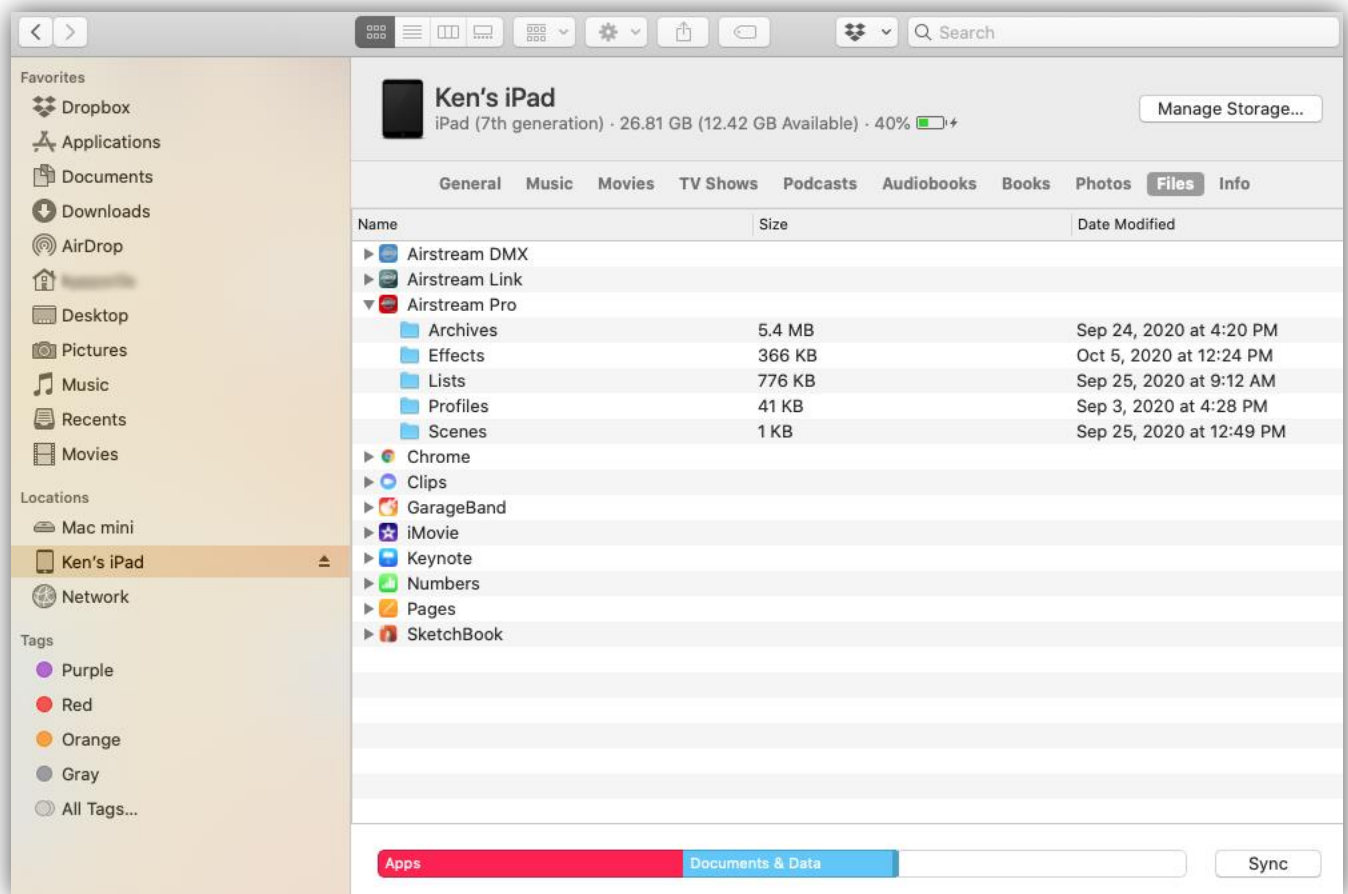 Search
Favorites
Dropbox
Applications
Documents
Downloads
AirDrop
Desktop
Pictures
Music
Recents
Movies
Locations
Mac mini
Ken's iPad
Network
Tags
Purple
Red
Orange
Gray
All Tags...
Ken's iPad
iPad (7th generation) · 26.81 GB (12.42 GB Available) · 40%
Manage Storage...
General Music Movies TV Shows Podcasts Audiobooks Books Photos Files Info
Name Size Date Modified
Airstream DMX
Airstream Link
Airstream Pro
Archives 5.4 MB Sep 24, 2020 at 4:20 PM
Effects 366 KB Oct 5, 2020 at 12:24 PM
Lists 776 KB Sep 25, 2020 at 9:12 AM
Profiles 41 KB Sep 3, 2020 at 4:28 PM
Scenes 1 KB Sep 25, 2020 at 12:49 PM
Chrome
Clips
GarageBand
iMovie
Keynote
Numbers
Pages
SketchBook
Apps Documents & Data Sync